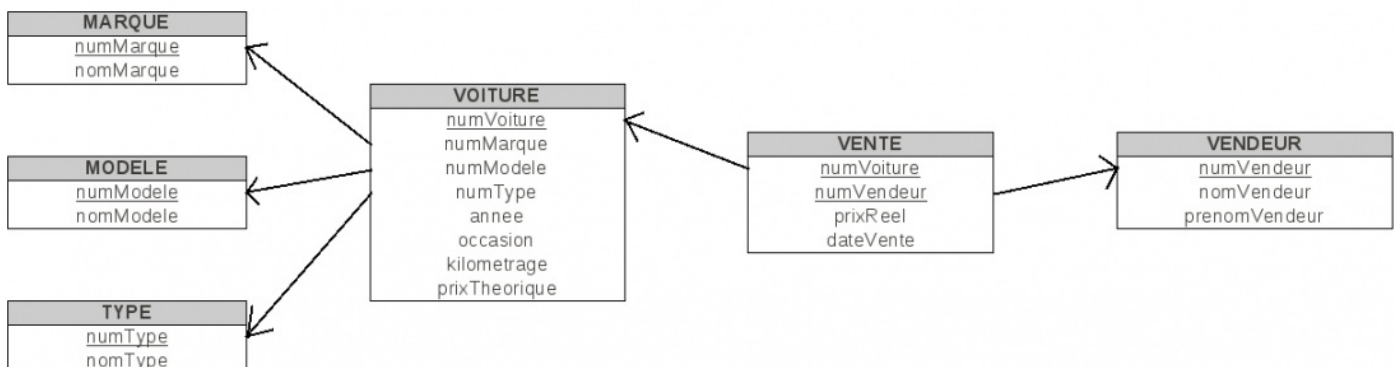 MARQUE
numMarque
nomMarque
MODELE
numModele
nomModele
TYPE
numType
nomType
VOITURE
numVoiture
numMarque
numModele
numType
annee
occasion
kilometrage
prixTheorique
VENTE
numVoiture
numVendeur
prixReel
dateVente
VENDEUR
numVendeur
nomVendeur
prenomVendeur